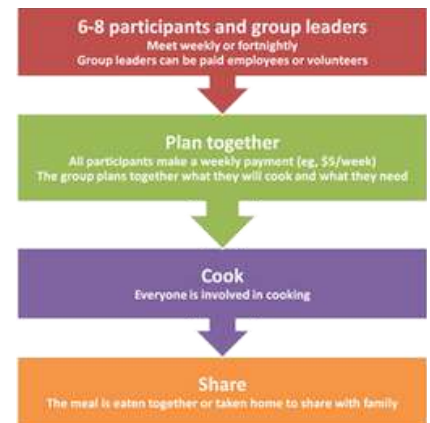 6-8 participants and group leaders
Meet weekly or fortnightly
Group leaders can be paid employees or volunteers
Plan together
All participants make a weekly payment (eg, $5/week)
The group plans together what they will cook and what they need
Cook
Everyone is involved in cooking
Share
The meal is eaten together or taken home to share with family